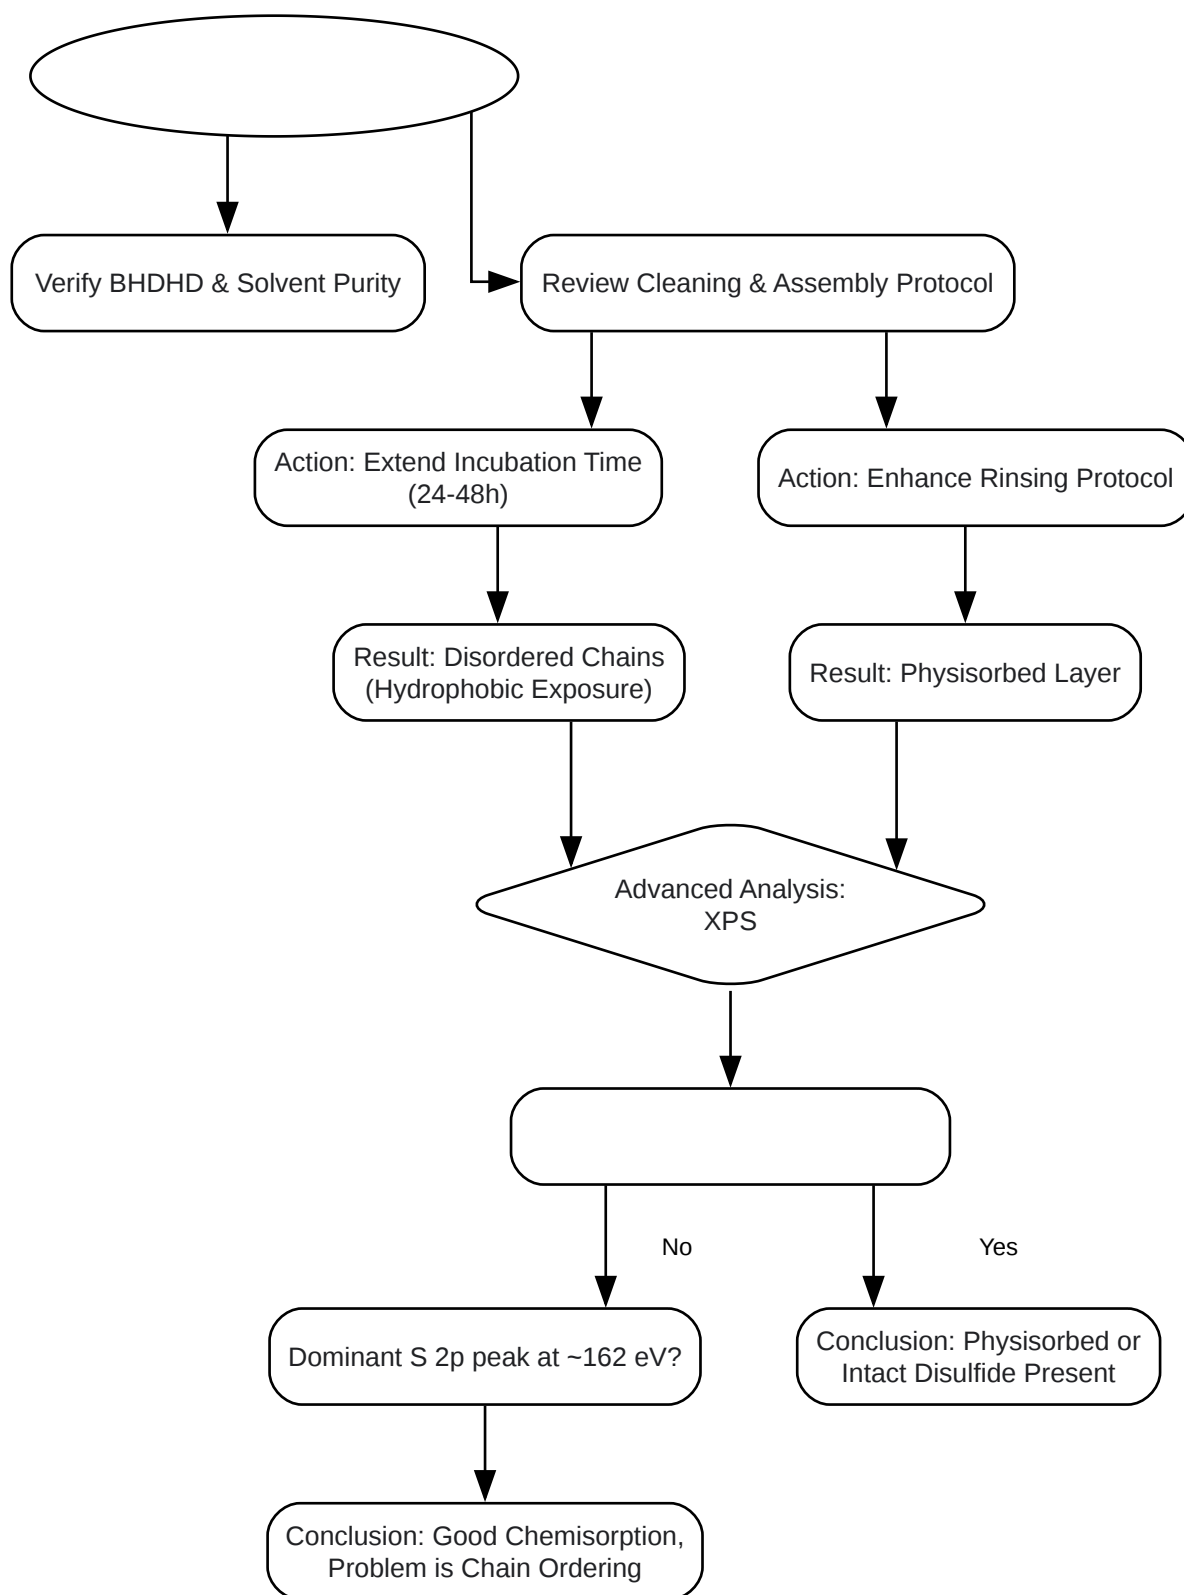 Verify BHDHD & Solvent Purity
Review Cleaning & Assembly Protocol
Action: Extend Incubation Time
(24-48h)
Action: Enhance Rinsing Protocol
Result: Disordered Chains
(Hydrophobic Exposure)
Result: Physisorbed Layer
Advanced Analysis:
XPS
No
Yes
Dominant S 2p peak at ~162 eV?
Conclusion: Physisorbed or
Intact Disulfide Present
Conclusion: Good Chemisorption,
Problem is Chain Ordering